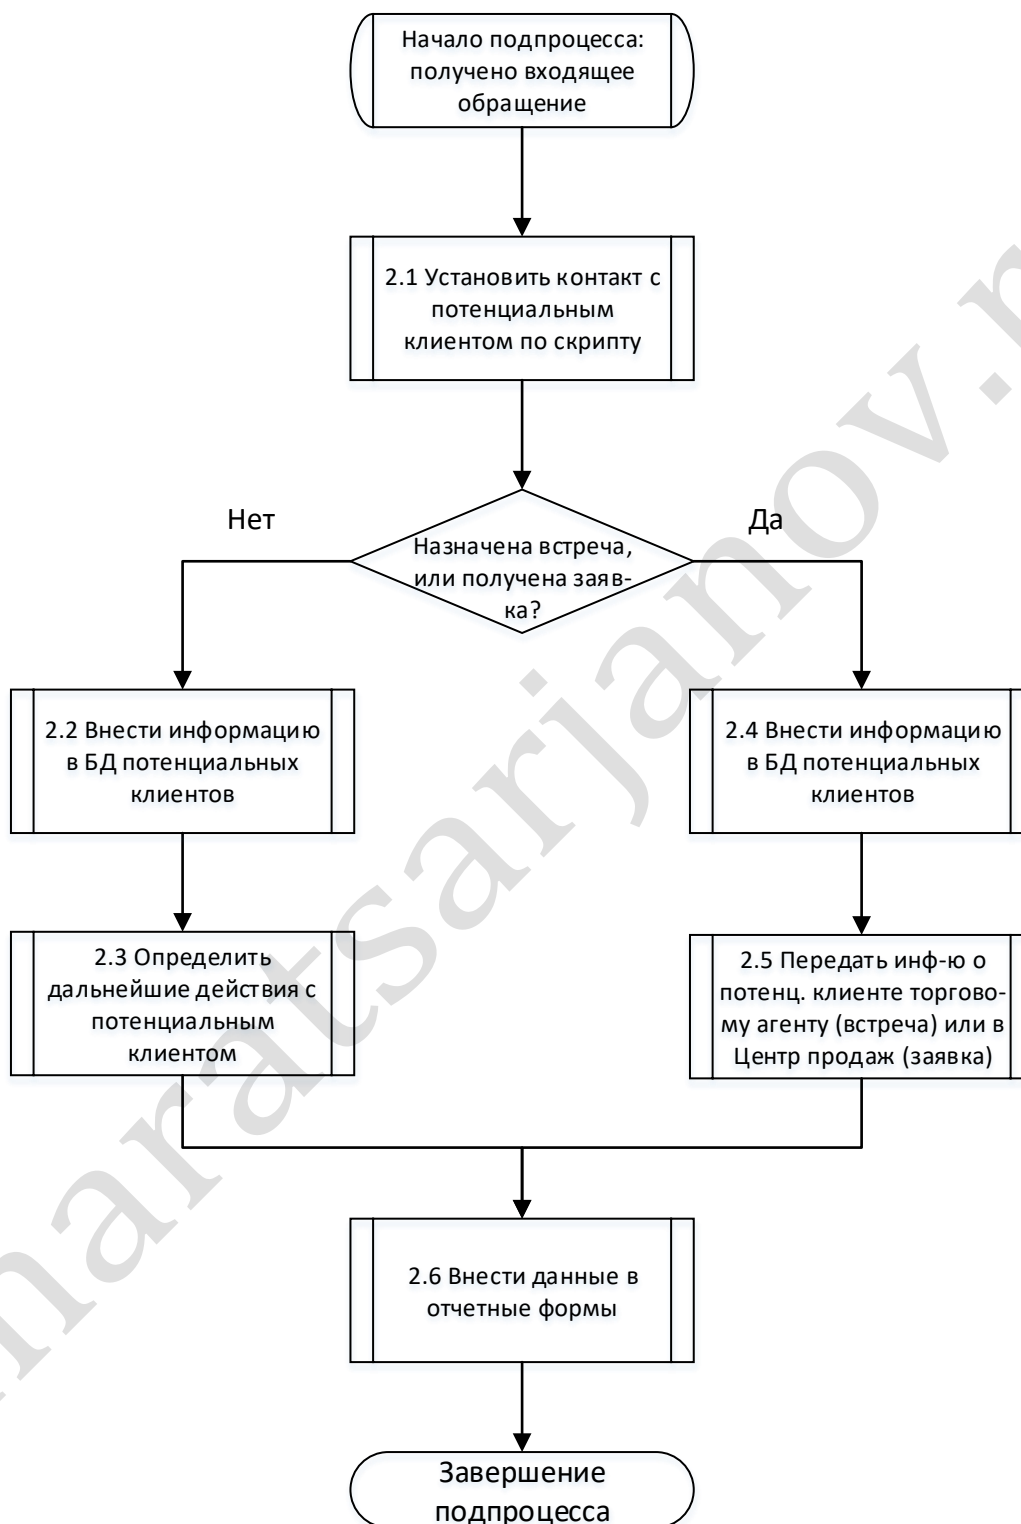 Начало подпроцесса:
получено входящее
обращение
2.1 Установить контакт с
потенциальным
клиентом по скрипту
Нет
Да
Назначена встреча,
или получена заяв-
ка?
2.2 Внести информацию
в БД потенциальных
клиентов
2.4 Внести информацию
в БД потенциальных
клиентов
2.3 Определить
дальнейшие действия с
потенциальным
клиентом
2.5 Передать инф-ю о
потенц. клиенте торгово-
му агенту (встреча) или в
Центр продаж (заявка)
2.6 Внести данные в
отчетные формы
Завершение
подпроцесса
maratsarjanov.r